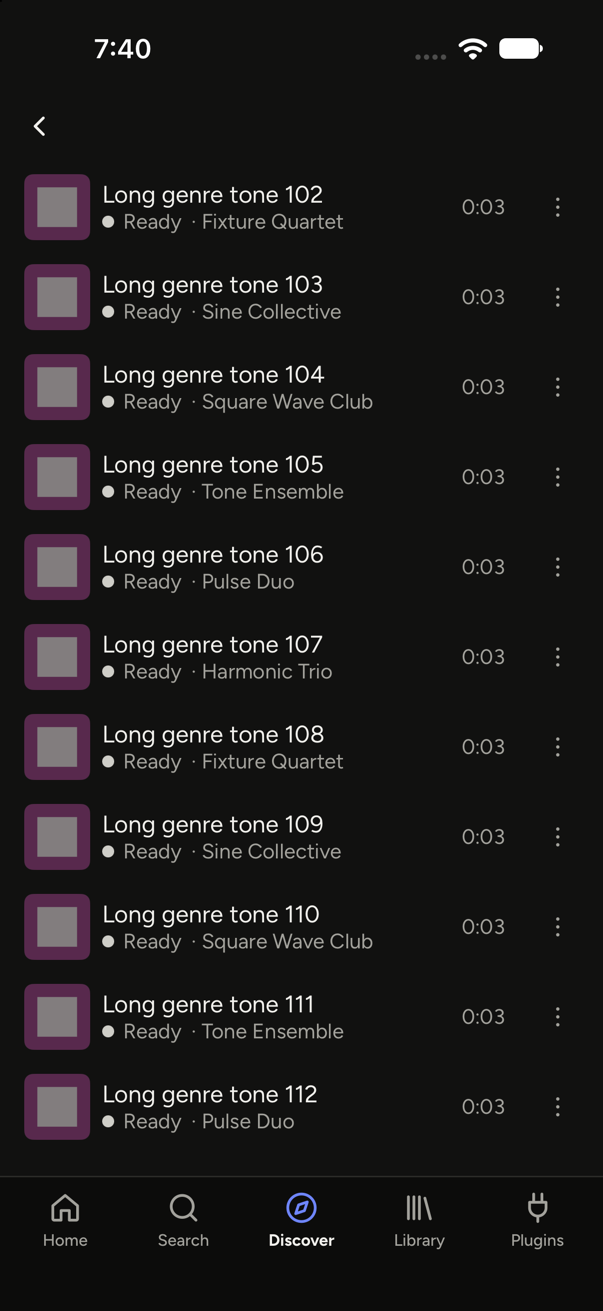 7:40
Long genre tone 102
Ready · Fixture Quartet
0:03
Long genre tone 103
Ready · Sine Collective
0:03
Long genre tone 104
Ready · Square Wave Club
0:03
Long genre tone 105
Ready · Tone Ensemble
0:03
Long genre tone 106
Ready · Pulse Duo
0:03
Long genre tone 107
Ready · Harmonic Trio
0:03
Long genre tone 108
Ready · Fixture Quartet
0:03
Long genre tone 109
Ready · Sine Collective
0:03
Long genre tone 110
Ready · Square Wave Club
0:03
Long genre tone 111
Ready · Tone Ensemble
0:03
Long genre tone 112
Ready · Pulse Duo
0:03
Home
Search
Discover
Library
Plugins